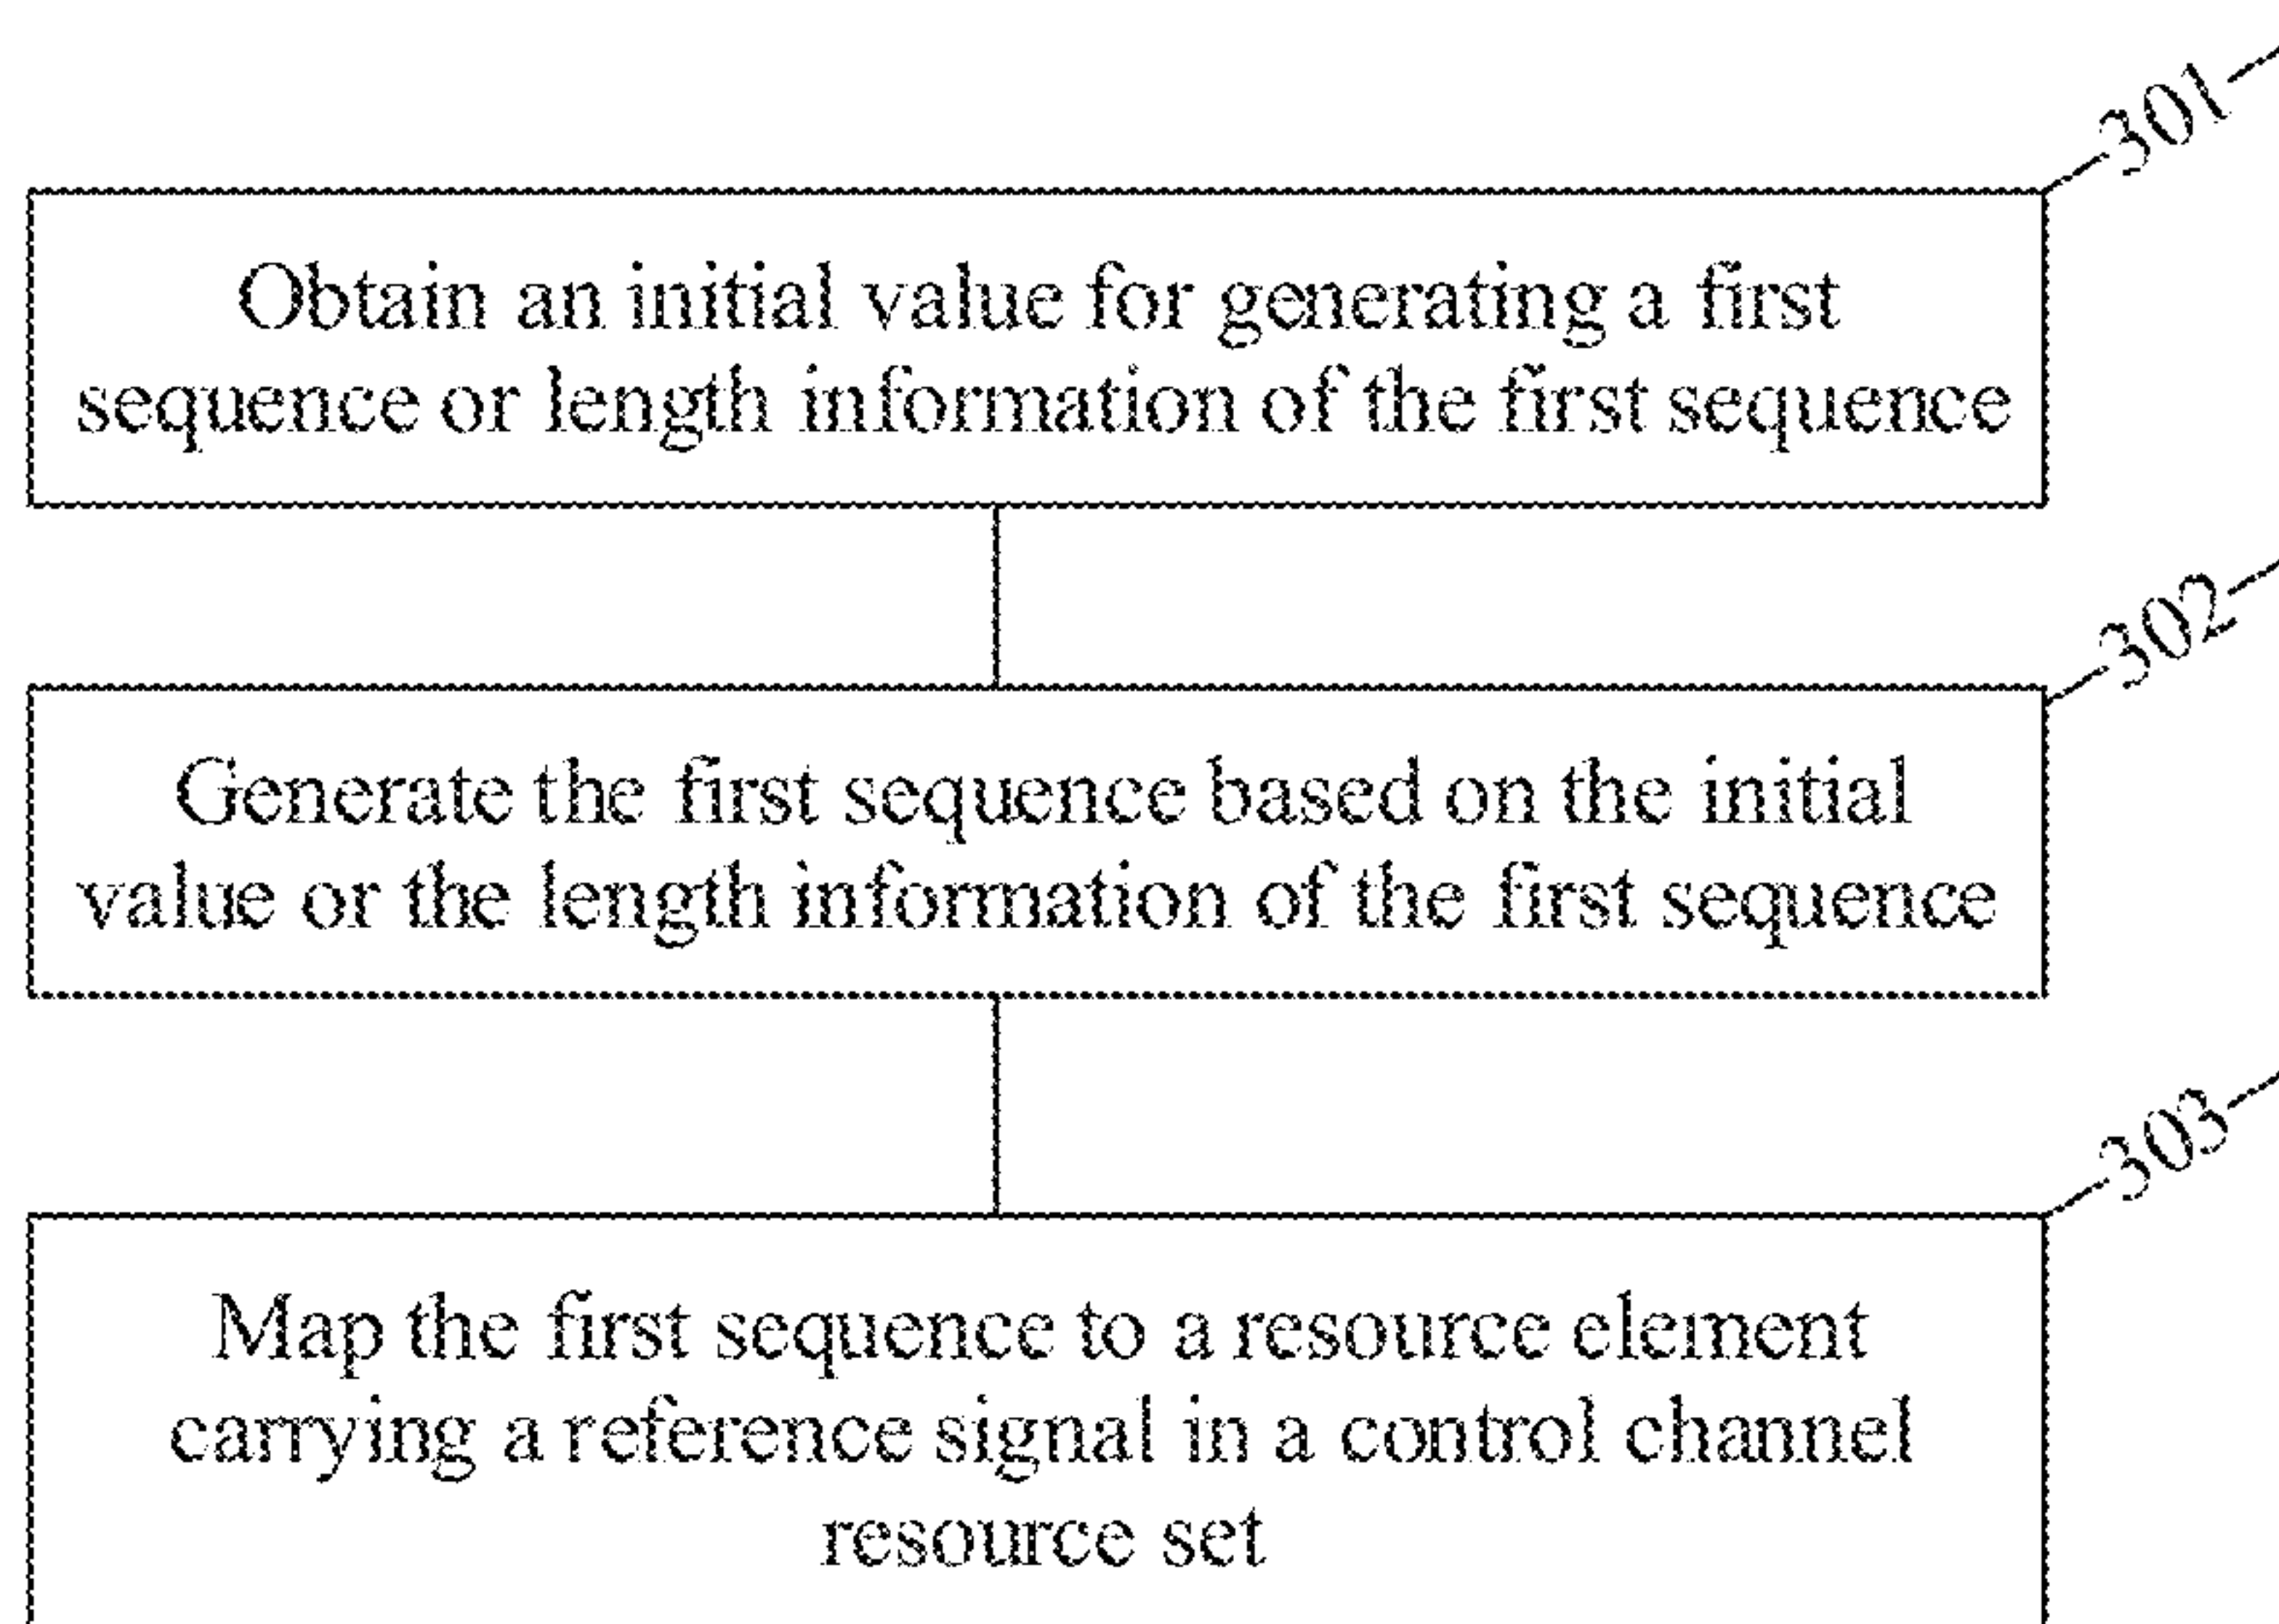 301
Obtain an initial value for generating a first
sequence or length information of the first sequence
302
Generate the first sequence based on the initial
value or the length information of the first sequence
303
Map the first sequence to a resource element
carrying a reference signal in a control channel
resource set